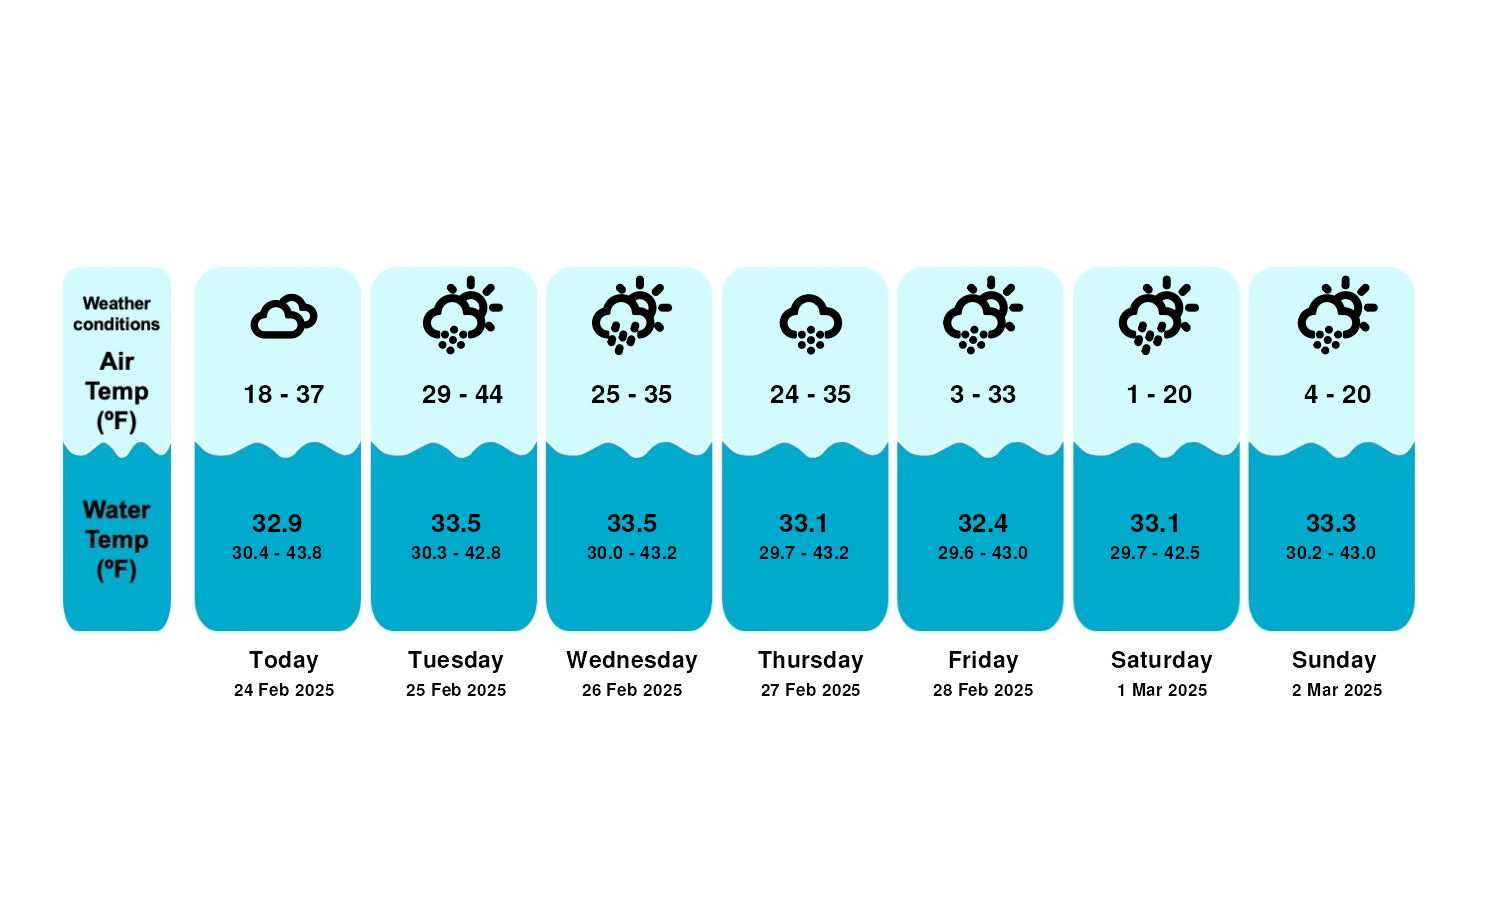 Weather
conditions
Air
Temp
(ºF)
18 - 37
29 - 44
25 - 35
24 - 35
3 - 33
1 - 20
4 - 20
Water
Temp
(ºF)
32.9
30.4 - 43.8
33.5
30.3 - 42.8
33.5
30.0 - 43.2
33.1
29.7 - 43.2
32.4
29.6 - 43.0
33.1
29.7 - 42.5
33.3
30.2 - 43.0
Today
24 Feb 2025
Tuesday
25 Feb 2025
Wednesday
26 Feb 2025
Thursday
27 Feb 2025
Friday
28 Feb 2025
Saturday
1 Mar 2025
Sunday
2 Mar 2025